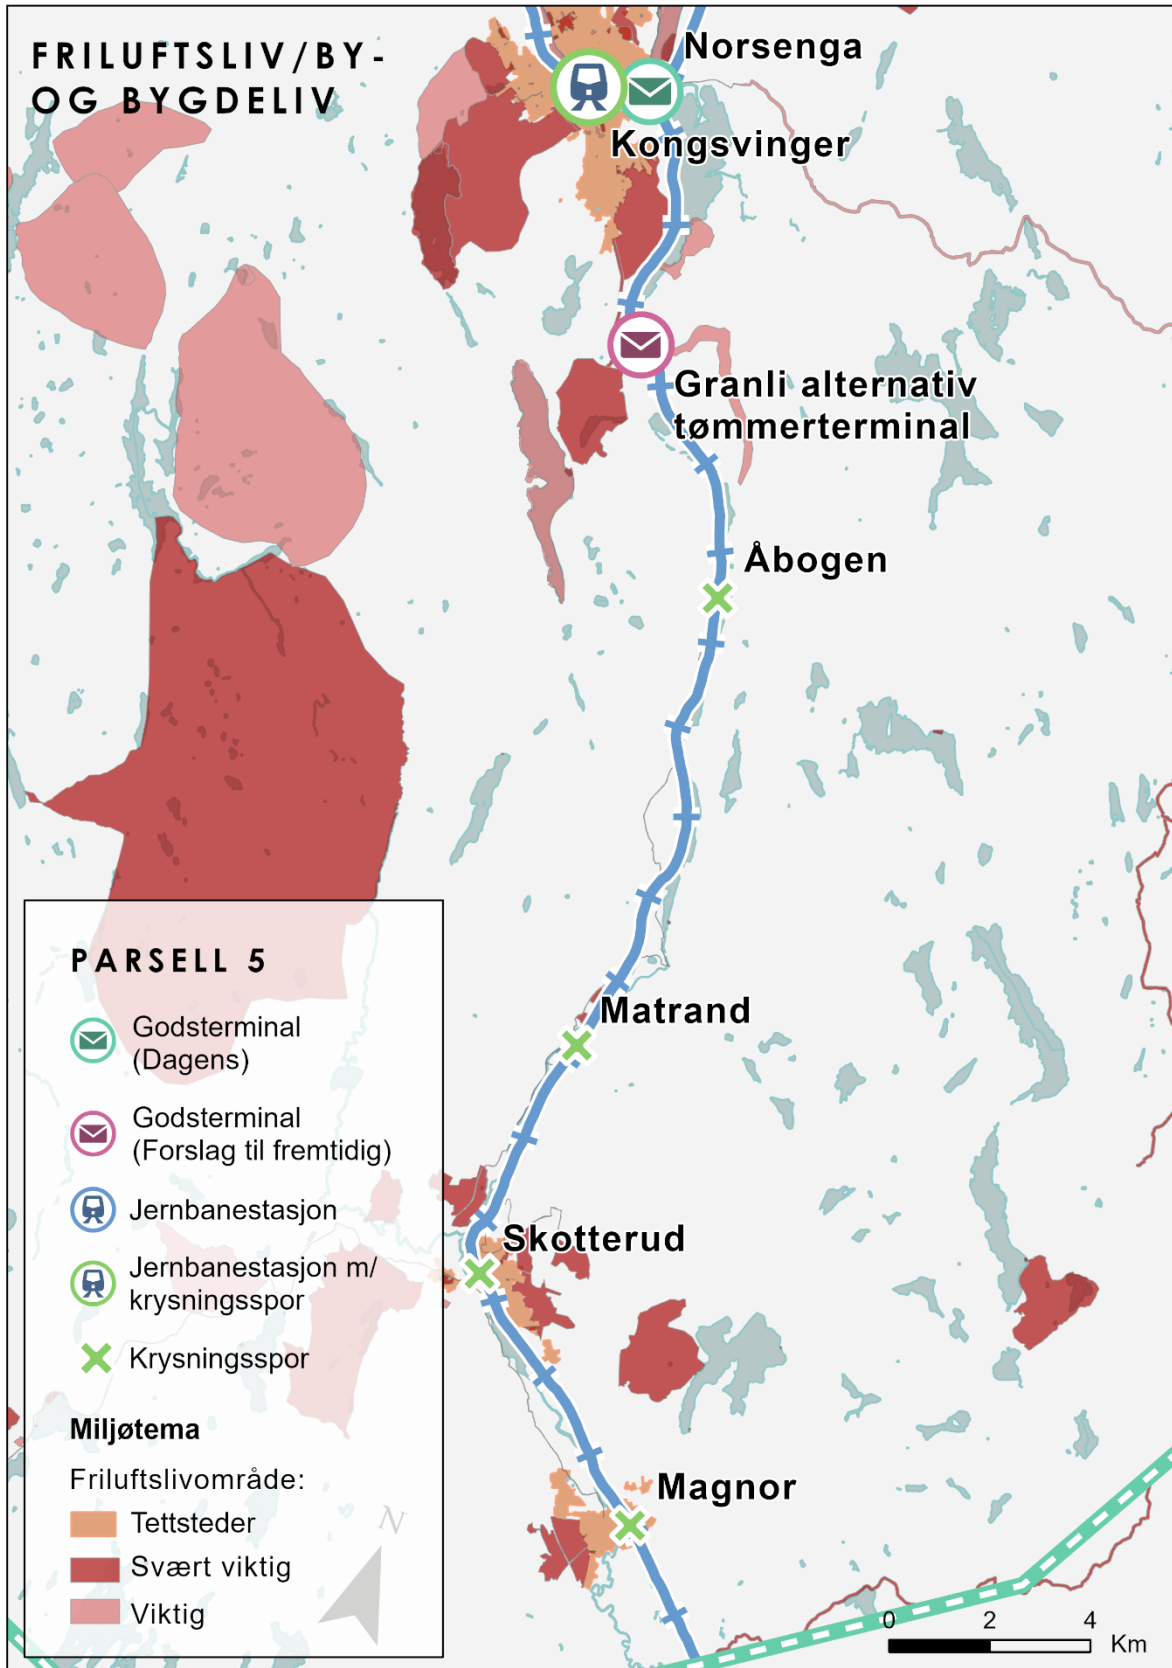 FRILUFTSLIV/BY-
OG BYGDELIV
Norsenga
Kongsvinger
Granli alternativ
tømmerterminal
Åbogen
Matrand
Skotterud
Magnor
PARSELL 5
Godsterminal
(Dagens)
Godsterminal
(Forslag til fremtidig)
Jernbanestasjon
Jernbanestasjon m/
krysningsspor
Krysningsspor
Miljøtema
Friluftslivområde:
Tettsteder
Svært viktig
Viktig
N
0 2 4
Km